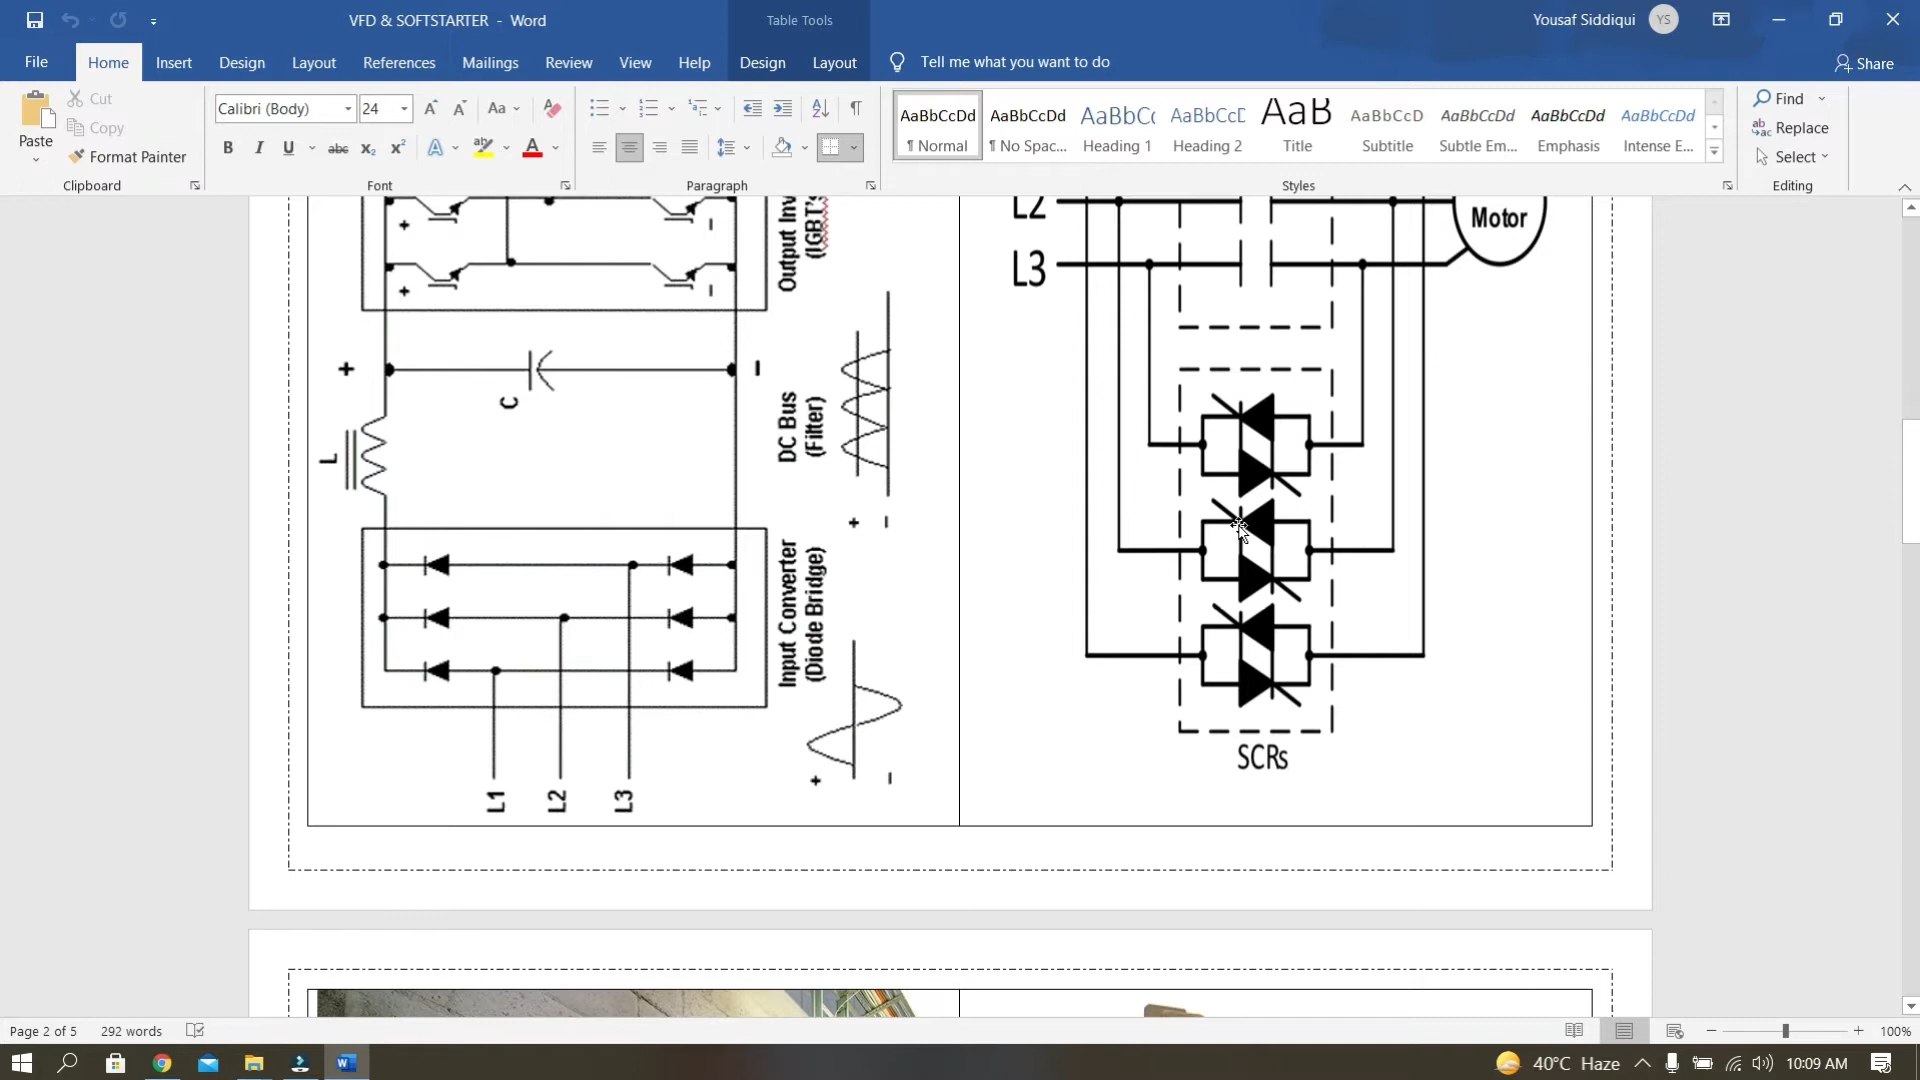 VFD & SOFTSTARTER - Word
Table Tools
Yousaf Siddiqui
YS
File
Home
Insert
Design
Layout
References
Mailings
Review
View
Help
Design
Layout
Tell me what you want to do
Share
Paste
Cut
Copy
Format Painter
Clipboard
Calibri (Body)
24
Font
Paragraph
AaBbCcDd
¶ Normal
AaBbCcDd
¶ No Spac...
AaBbCc
Heading 1
AaBbCcD
Heading 2
AaB
Title
AaBbCcD
Subtitle
AaBbCcDd
Subtle Em...
AaBbCcDd
Emphasis
AaBbCcDd
Intense E...
Styles
Find
Replace
Select
Editing
+
-
+
-
Output Inv
(IGBT's
+
-
C
L
DC Bus
(Filter)
+
-
Input Converter
(Diode Bridge)
+
-
L1
L2
L3
L2
L3
Motor
SCRs
Page 2 of 5
292 words
100%
40°C Haze
10:09 AM